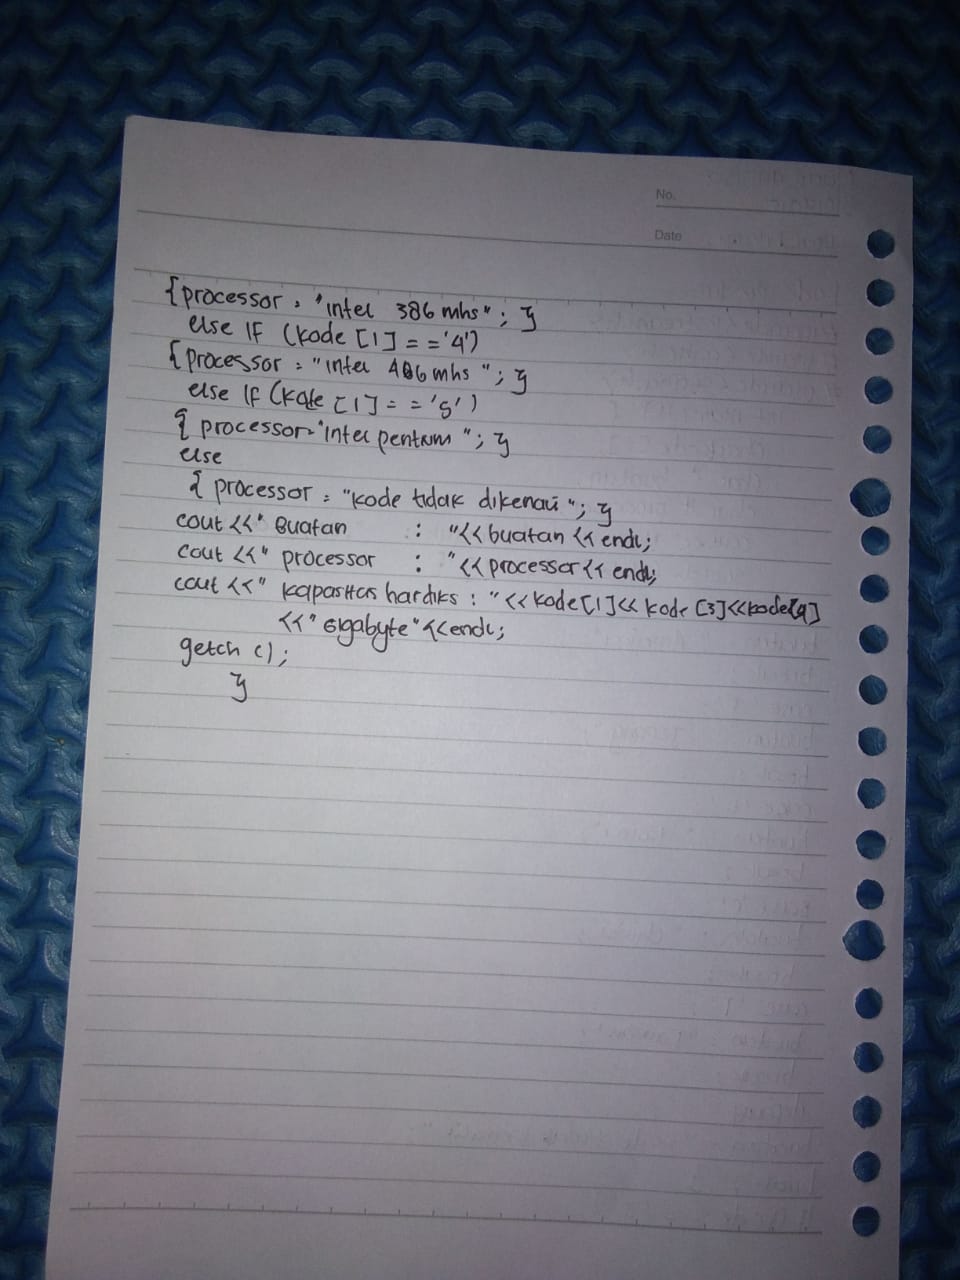 No.
Date
{processor = "intel 386 mhs"; }
else IF (kode [1] = = '4')
{processor = "intel 486 mhs "; }
else IF (kode [1] = = '5')
{ processor="intel pentium "; }
else
{ processor = "kode tidak dikenali "; }
cout <<" Buatan : "<< buatan << endl;
cout <<" processor : "<< processor << endl;
cout <<" kapasitas hardiks : "<< kode [1] << kode [3] << kode[4]
<<" Gigabyte" << endl;
getch ();
}